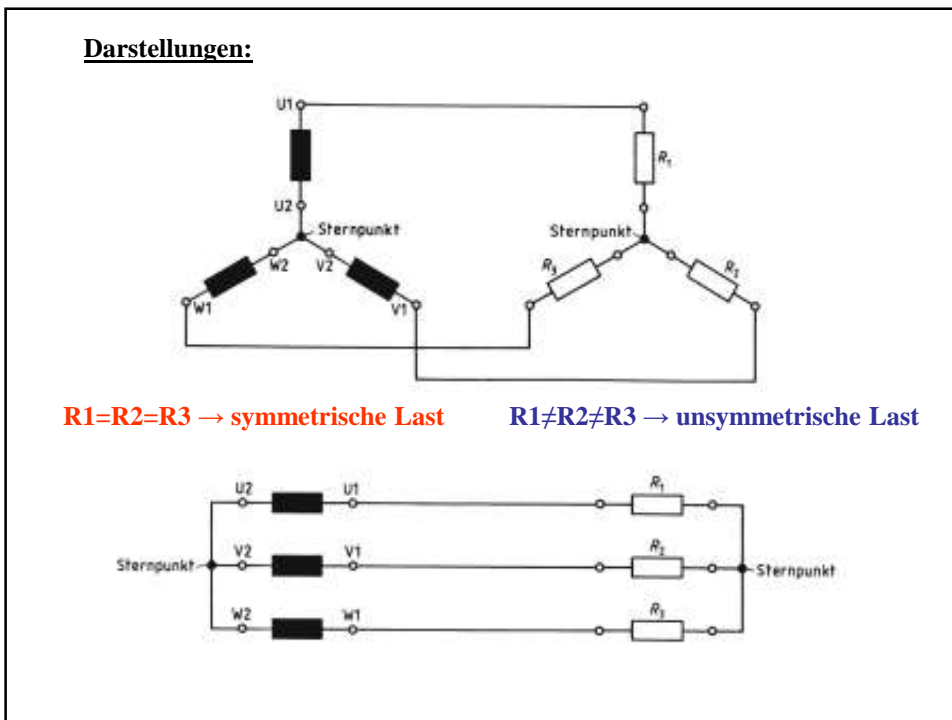 Darstellungen:
U1
R1
U2
Sternpunkt
Sternpunkt
W2
V2
R3
R2
W1
V1
R1=R2=R3 → symmetrische Last
R1≠R2≠R3 → unsymmetrische Last
U2
U1
R1
V2
V1
R2
Sternpunkt
Sternpunkt
W2
W1
R3